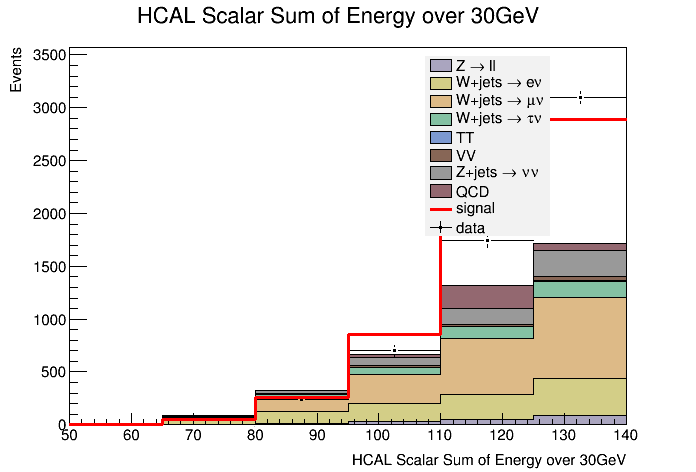 HCAL Scalar Sum of Energy over 30GeV
Events
3500
3000
2500
2000
1500
1000
500
0
Z → ll
W+jets → eν
W+jets → μν
W+jets → τν
TT
VV
Z+jets → νν
QCD
signal
data
50 60 70 80 90 100 110 120 130 140
HCAL Scalar Sum of Energy over 30GeV